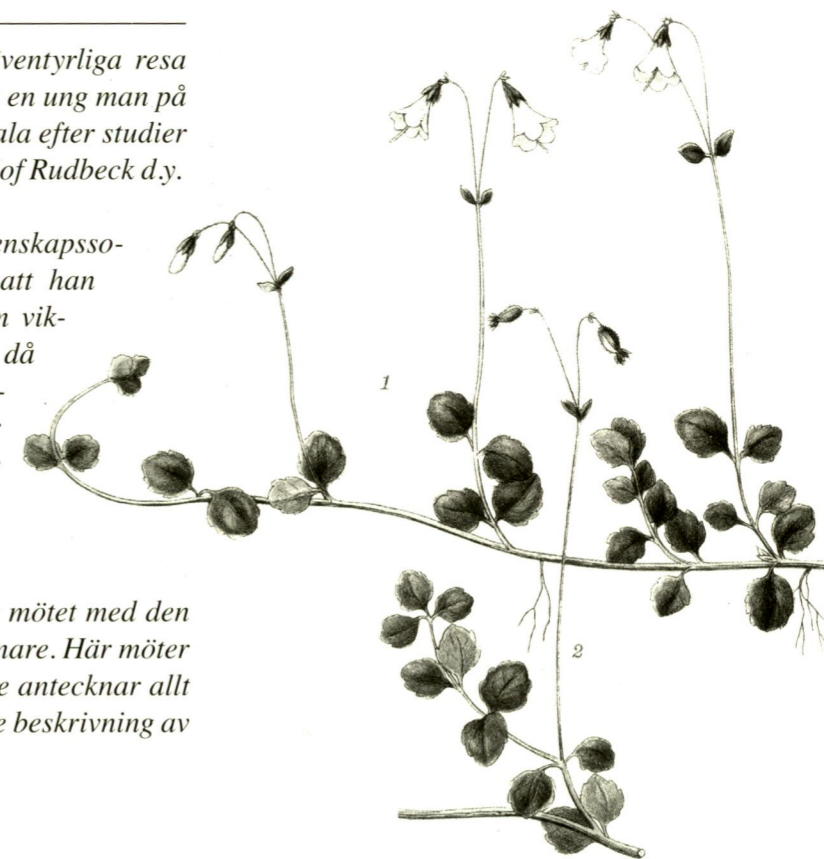 ventyrliga resa
en ung man på
ala efter studier
of Rudbeck d.y.
enskapsso-
att han
n vik-
då
-
mötet med den
nare. Här möter
e antecknar allt
e beskrivning av
1
2